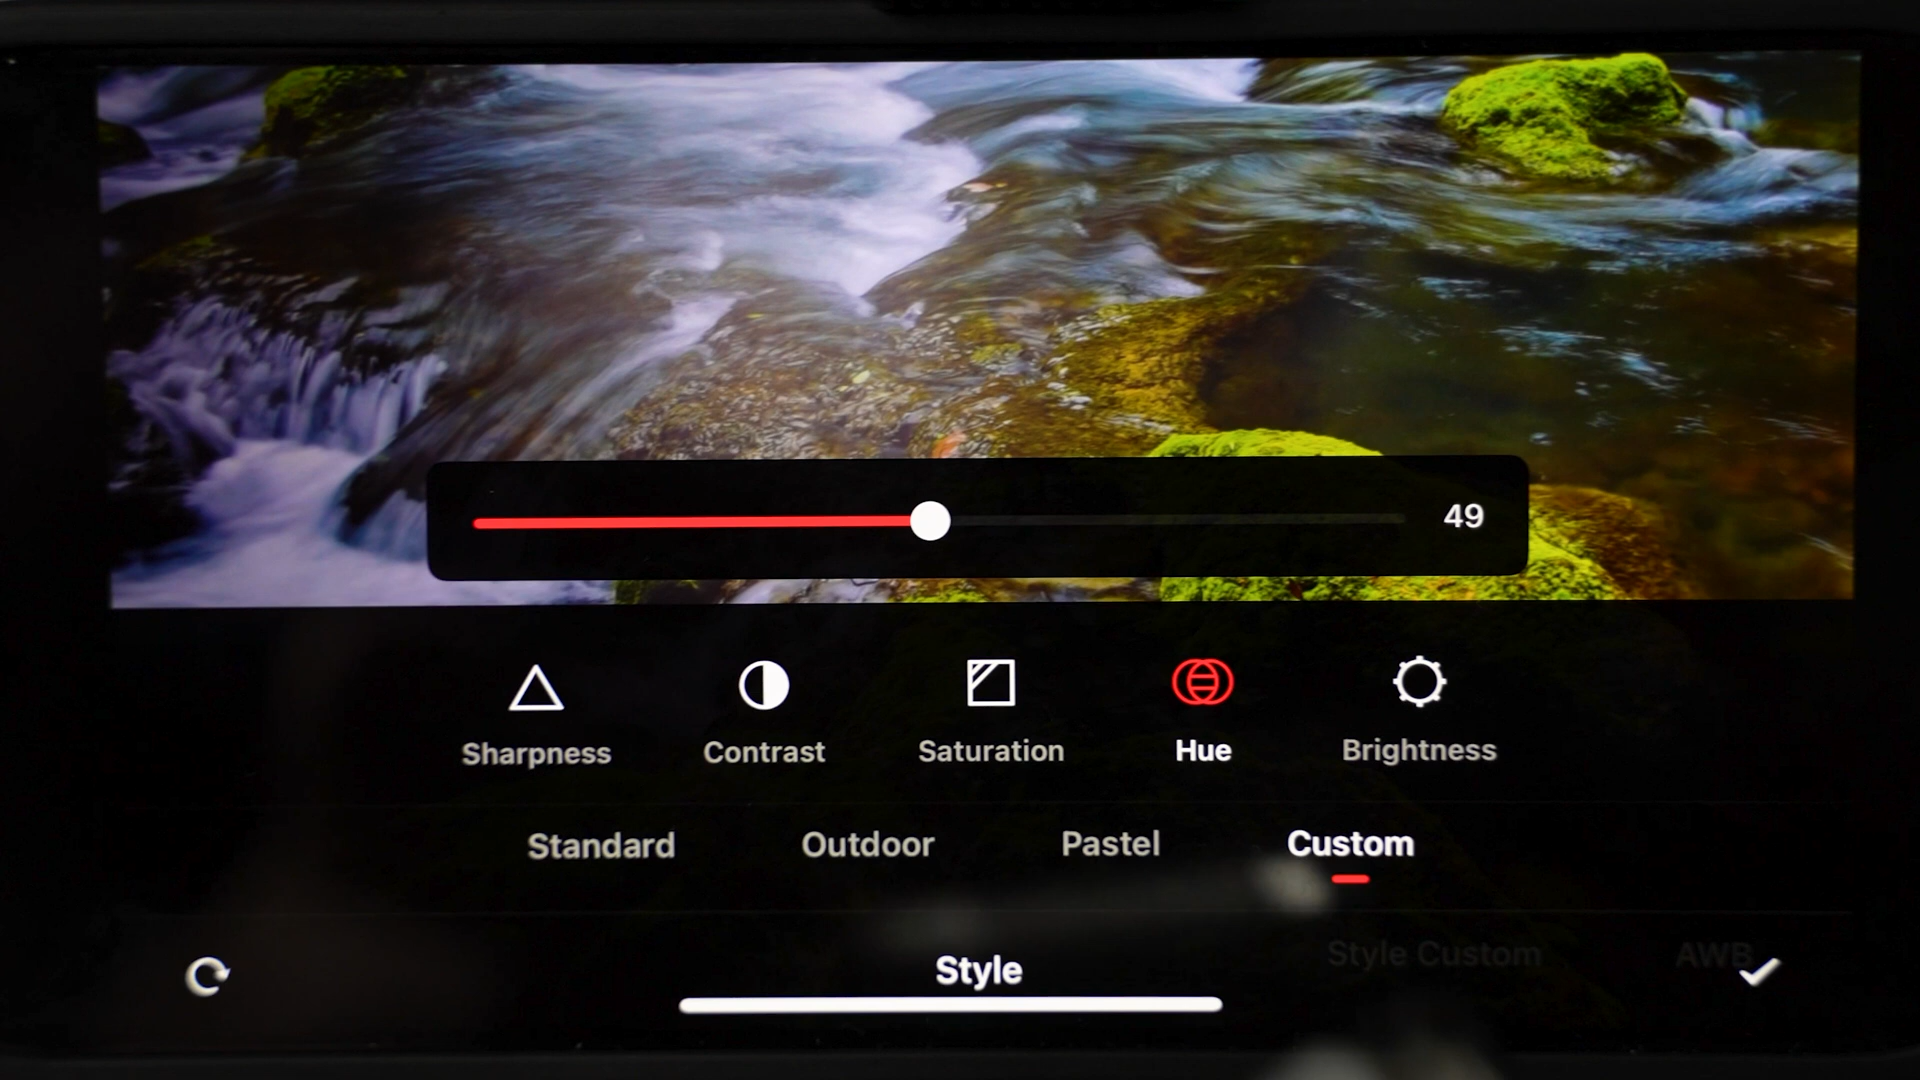 49
Sharpness Contrast Saturation Hue Brightness
Standard Outdoor Pastel Custom
Style Custom AWB
Style